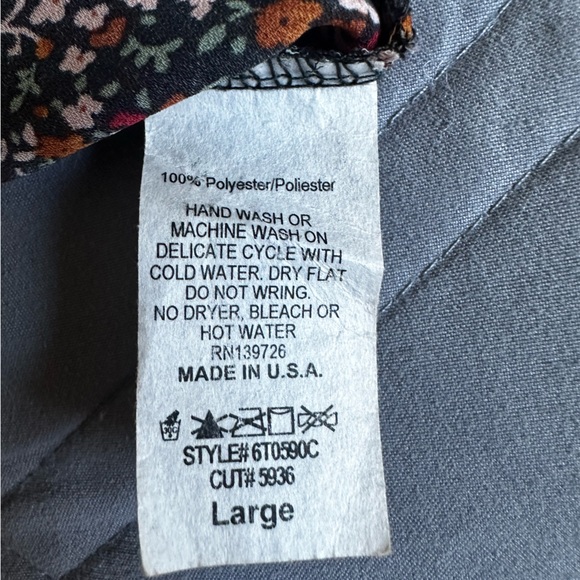 100% Polyester/Poliester
HAND WASH OR
MACHINE WASH ON
DELICATE CYCLE WITH
COLD WATER. DRY FLAT
DO NOT WRING.
NO DRYER, BLEACH OR
HOT WATER
RN139726
MADE IN U.S.A.
STYLE# 6T0590C
CUT# 5936
Large